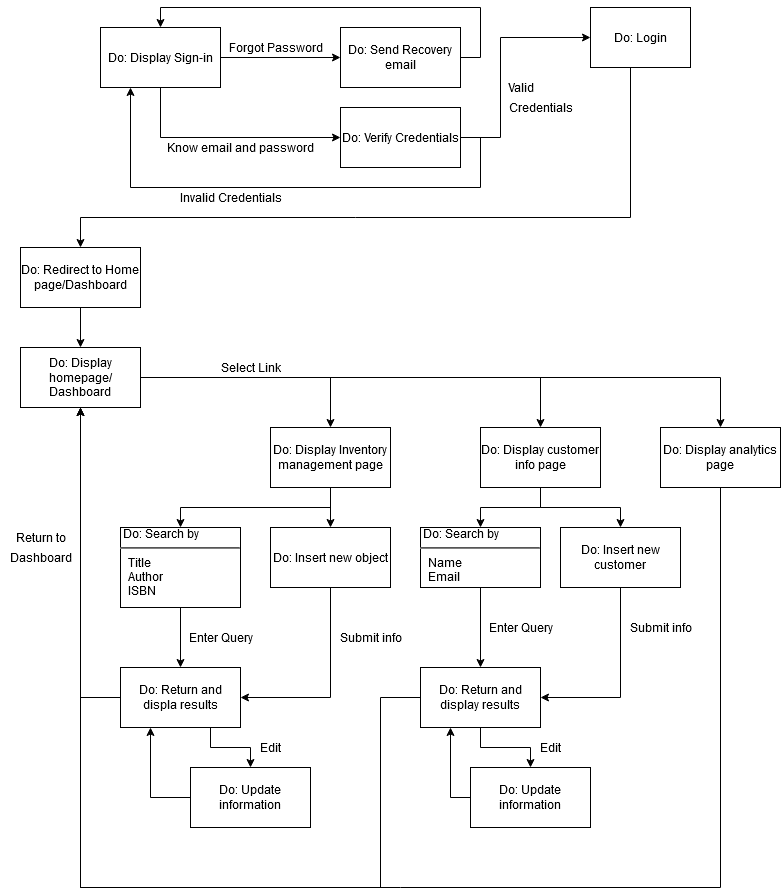 Do: Display Sign-in
Forgot Password
Do: Send Recovery
email
Do: Login
Valid
Credentials
Know email and password
Do: Verify Credentials
Invalid Credentials
Do: Redirect to Home
page/Dashboard
Do: Display
homepage/
Dashboard
Select Link
Do: Display Inventory
management page
Do: Display customer
info page
Do: Display analytics
page
Return to
Dashboard
Do: Search by
Title
Author
ISBN
Do: Insert new object
Do: Search by
Name
Email
Do: Insert new
customer
Enter Query
Submit info
Enter Query
Submit info
Do: Return and
displa results
Do: Return and
display results
Edit
Edit
Do: Update
information
Do: Update
information